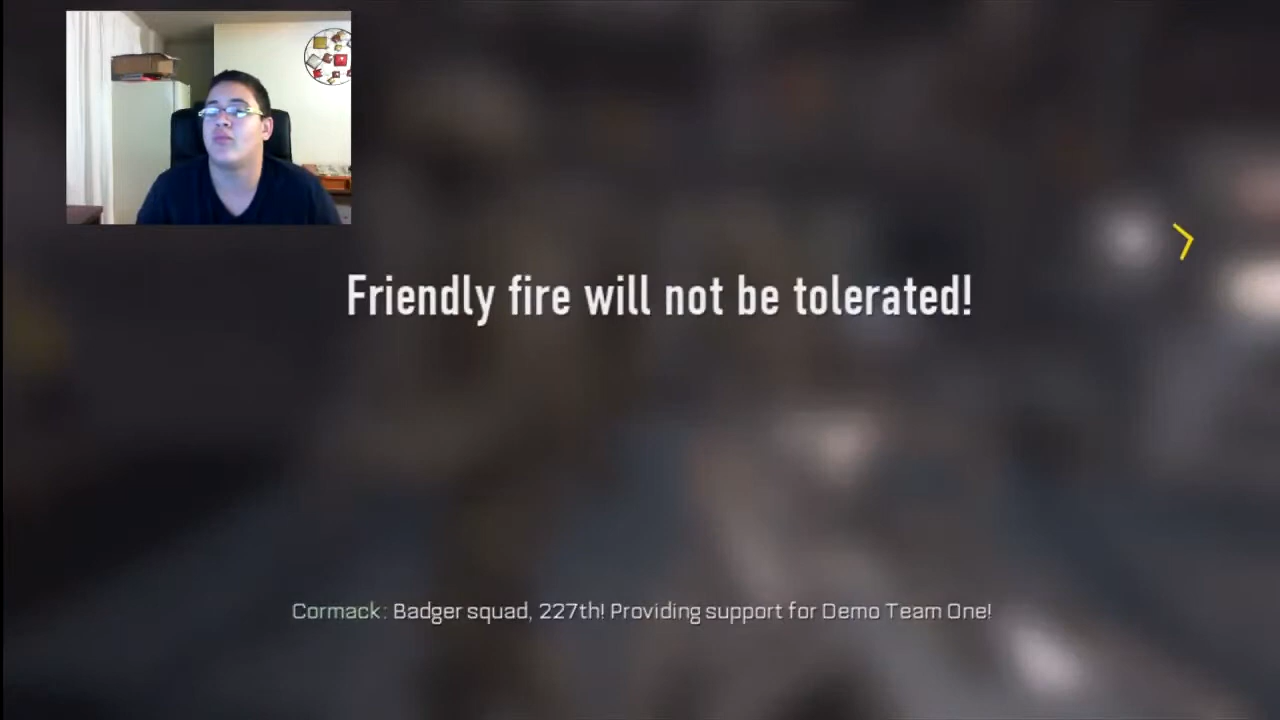 Friendly fire will not be tolerated!
Cormack: Badger squad, 227th! Providing support for Demo Team One!